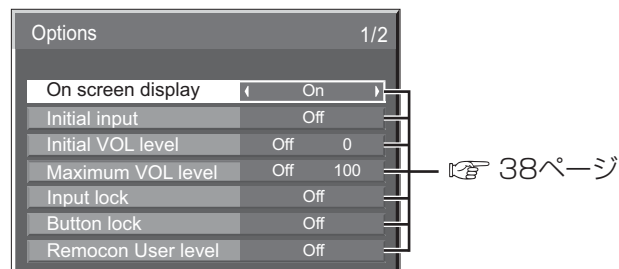 Options 1/2
On screen display On
Initial input Off
Initial VOL level Off 0
Maximum VOL level Off 100
Input lock Off
Button lock Off
Remocon User level Off
☞ 38ページ